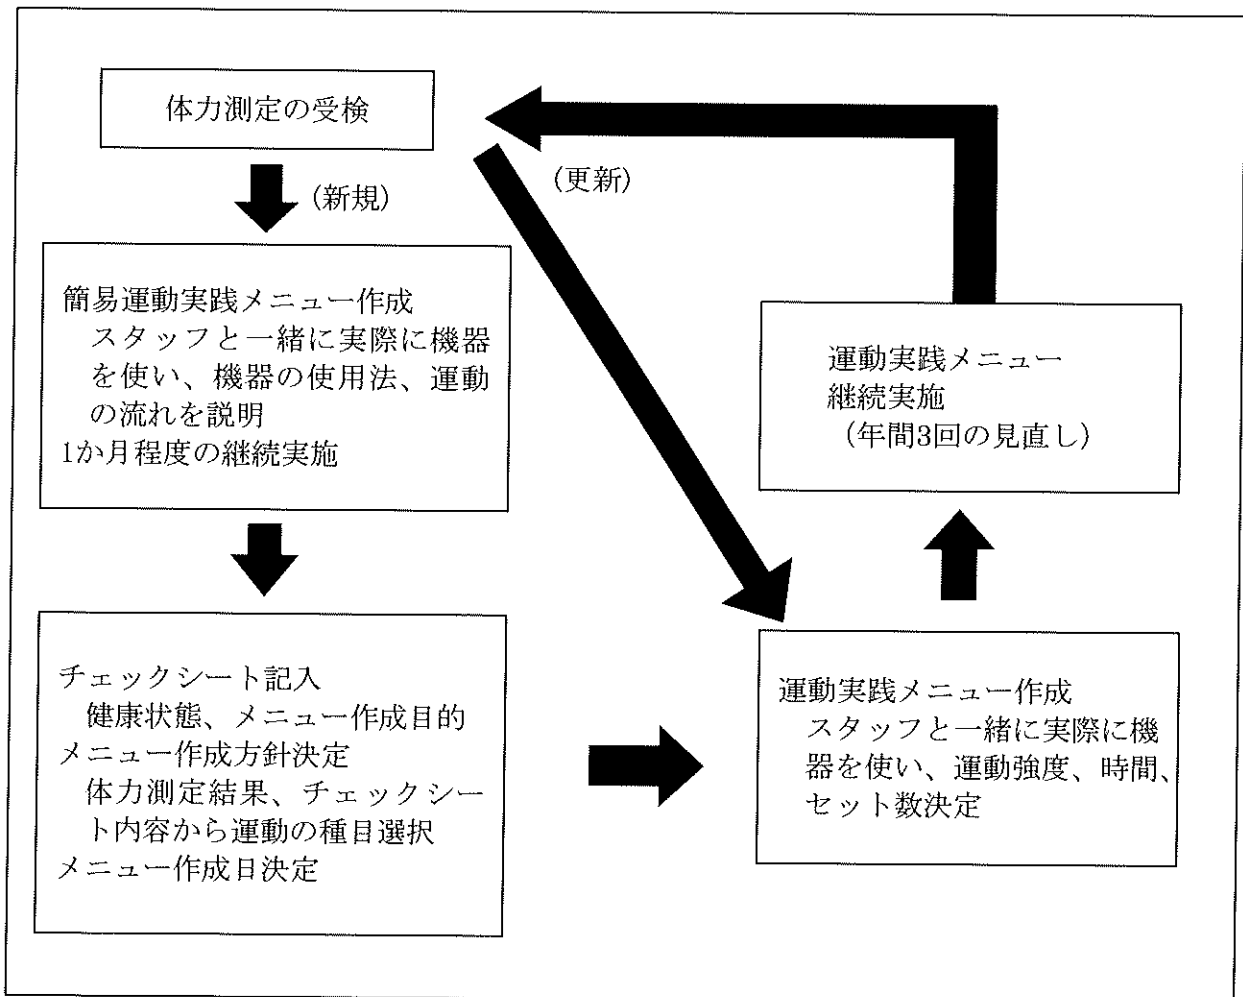 体力測定の受検
(新規)
(更新)
簡易運動実践メニュー作成
スタッフと一緒に実際に機器
を使い、機器の使用法、運動
の流れを説明
1か月程度の継続実施
チェックシート記入
健康状態、メニュー作成目的
メニュー作成方針決定
体力測定結果、チェックシー
ト内容から運動の種目選択
メニュー作成日決定
運動実践メニュー作成
スタッフと一緒に実際に機
器を使い、運動強度、時間、
セット数決定
運動実践メニュー
継続実施
(年間3回の見直し)